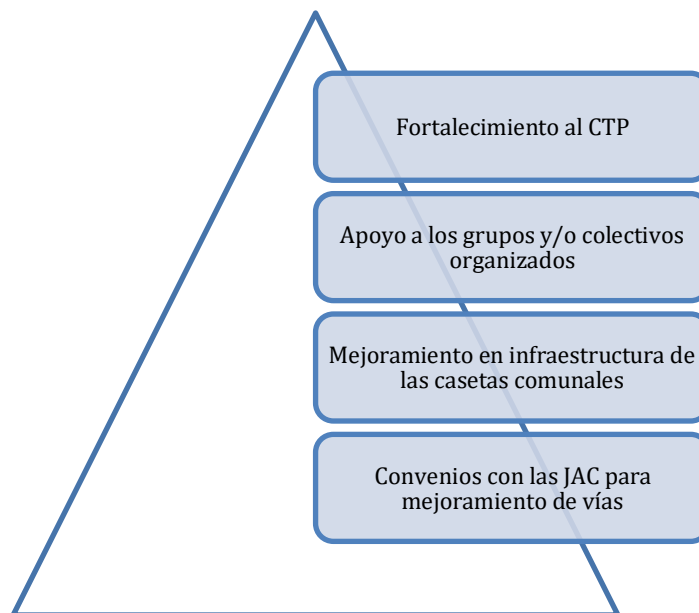 Fortalecimiento al CTP
Apoyo a los grupos y/o colectivos
organizados
Mejoramiento en infraestructura de
las casetas comunales
Convenios con las JAC para
mejoramiento de vías